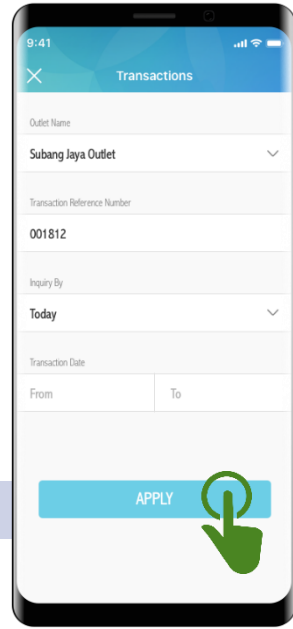 9:41
Transactions
Outlet Name
Subang Jaya Outlet
Transaction Reference Number
001812
Inquiry By
Today
Transaction Date
From To
APPLY